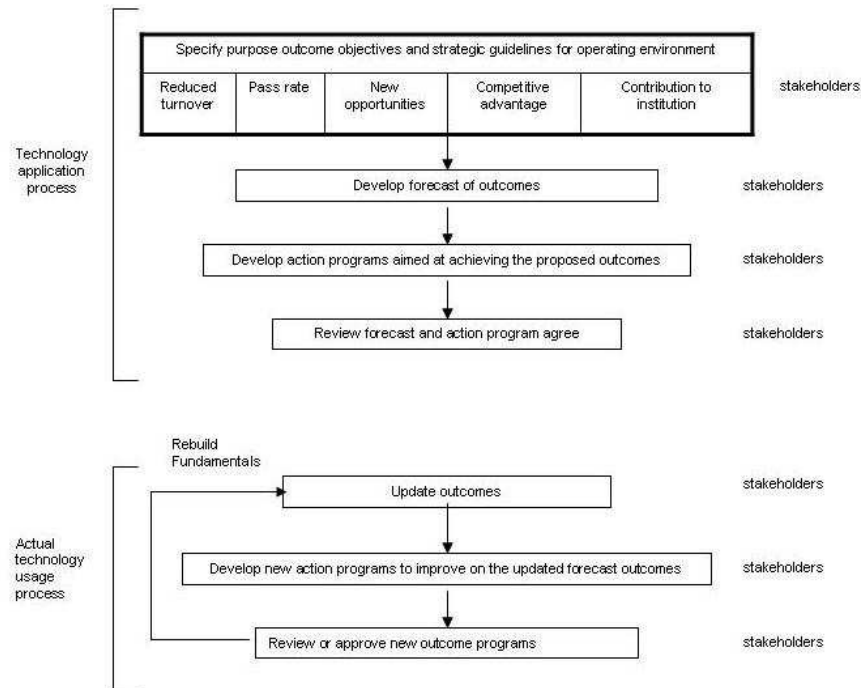 Specify purpose outcome objectives and strategic guidelines for operating environment
Reduced
turnover
Pass rate
New
opportunities
Competitive
advantage
Contribution to
institution
stakeholders
Technology
application
process
Develop forecast of outcomes
stakeholders
Develop action programs aimed at achieving the proposed outcomes
stakeholders
Review forecast and action program agree
stakeholders
Rebuild
Fundamentals
Update outcomes
stakeholders
Actual
technology
usage
process
Develop new action programs to improve on the updated forecast outcomes
stakeholders
Review or approve new outcome programs
stakeholders